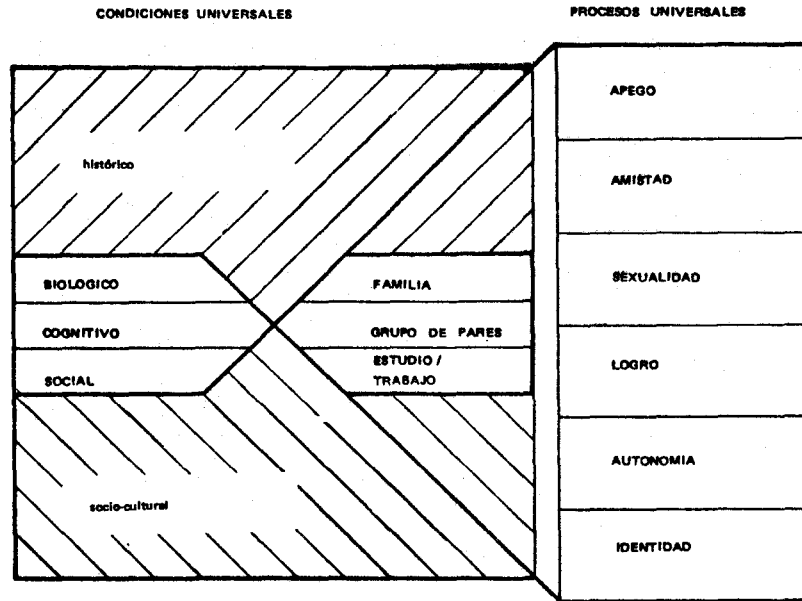 CONDICIONES UNIVERSALES
PROCESOS UNIVERSALES
histórico
BIOLOGICO
COGNITIVO
SOCIAL
FAMILIA
GRUPO DE PARES
ESTUDIO /
TRABAJO
socio-cultural
APEGO
AMISTAD
SEXUALIDAD
LOGRO
AUTONOMIA
IDENTIDAD